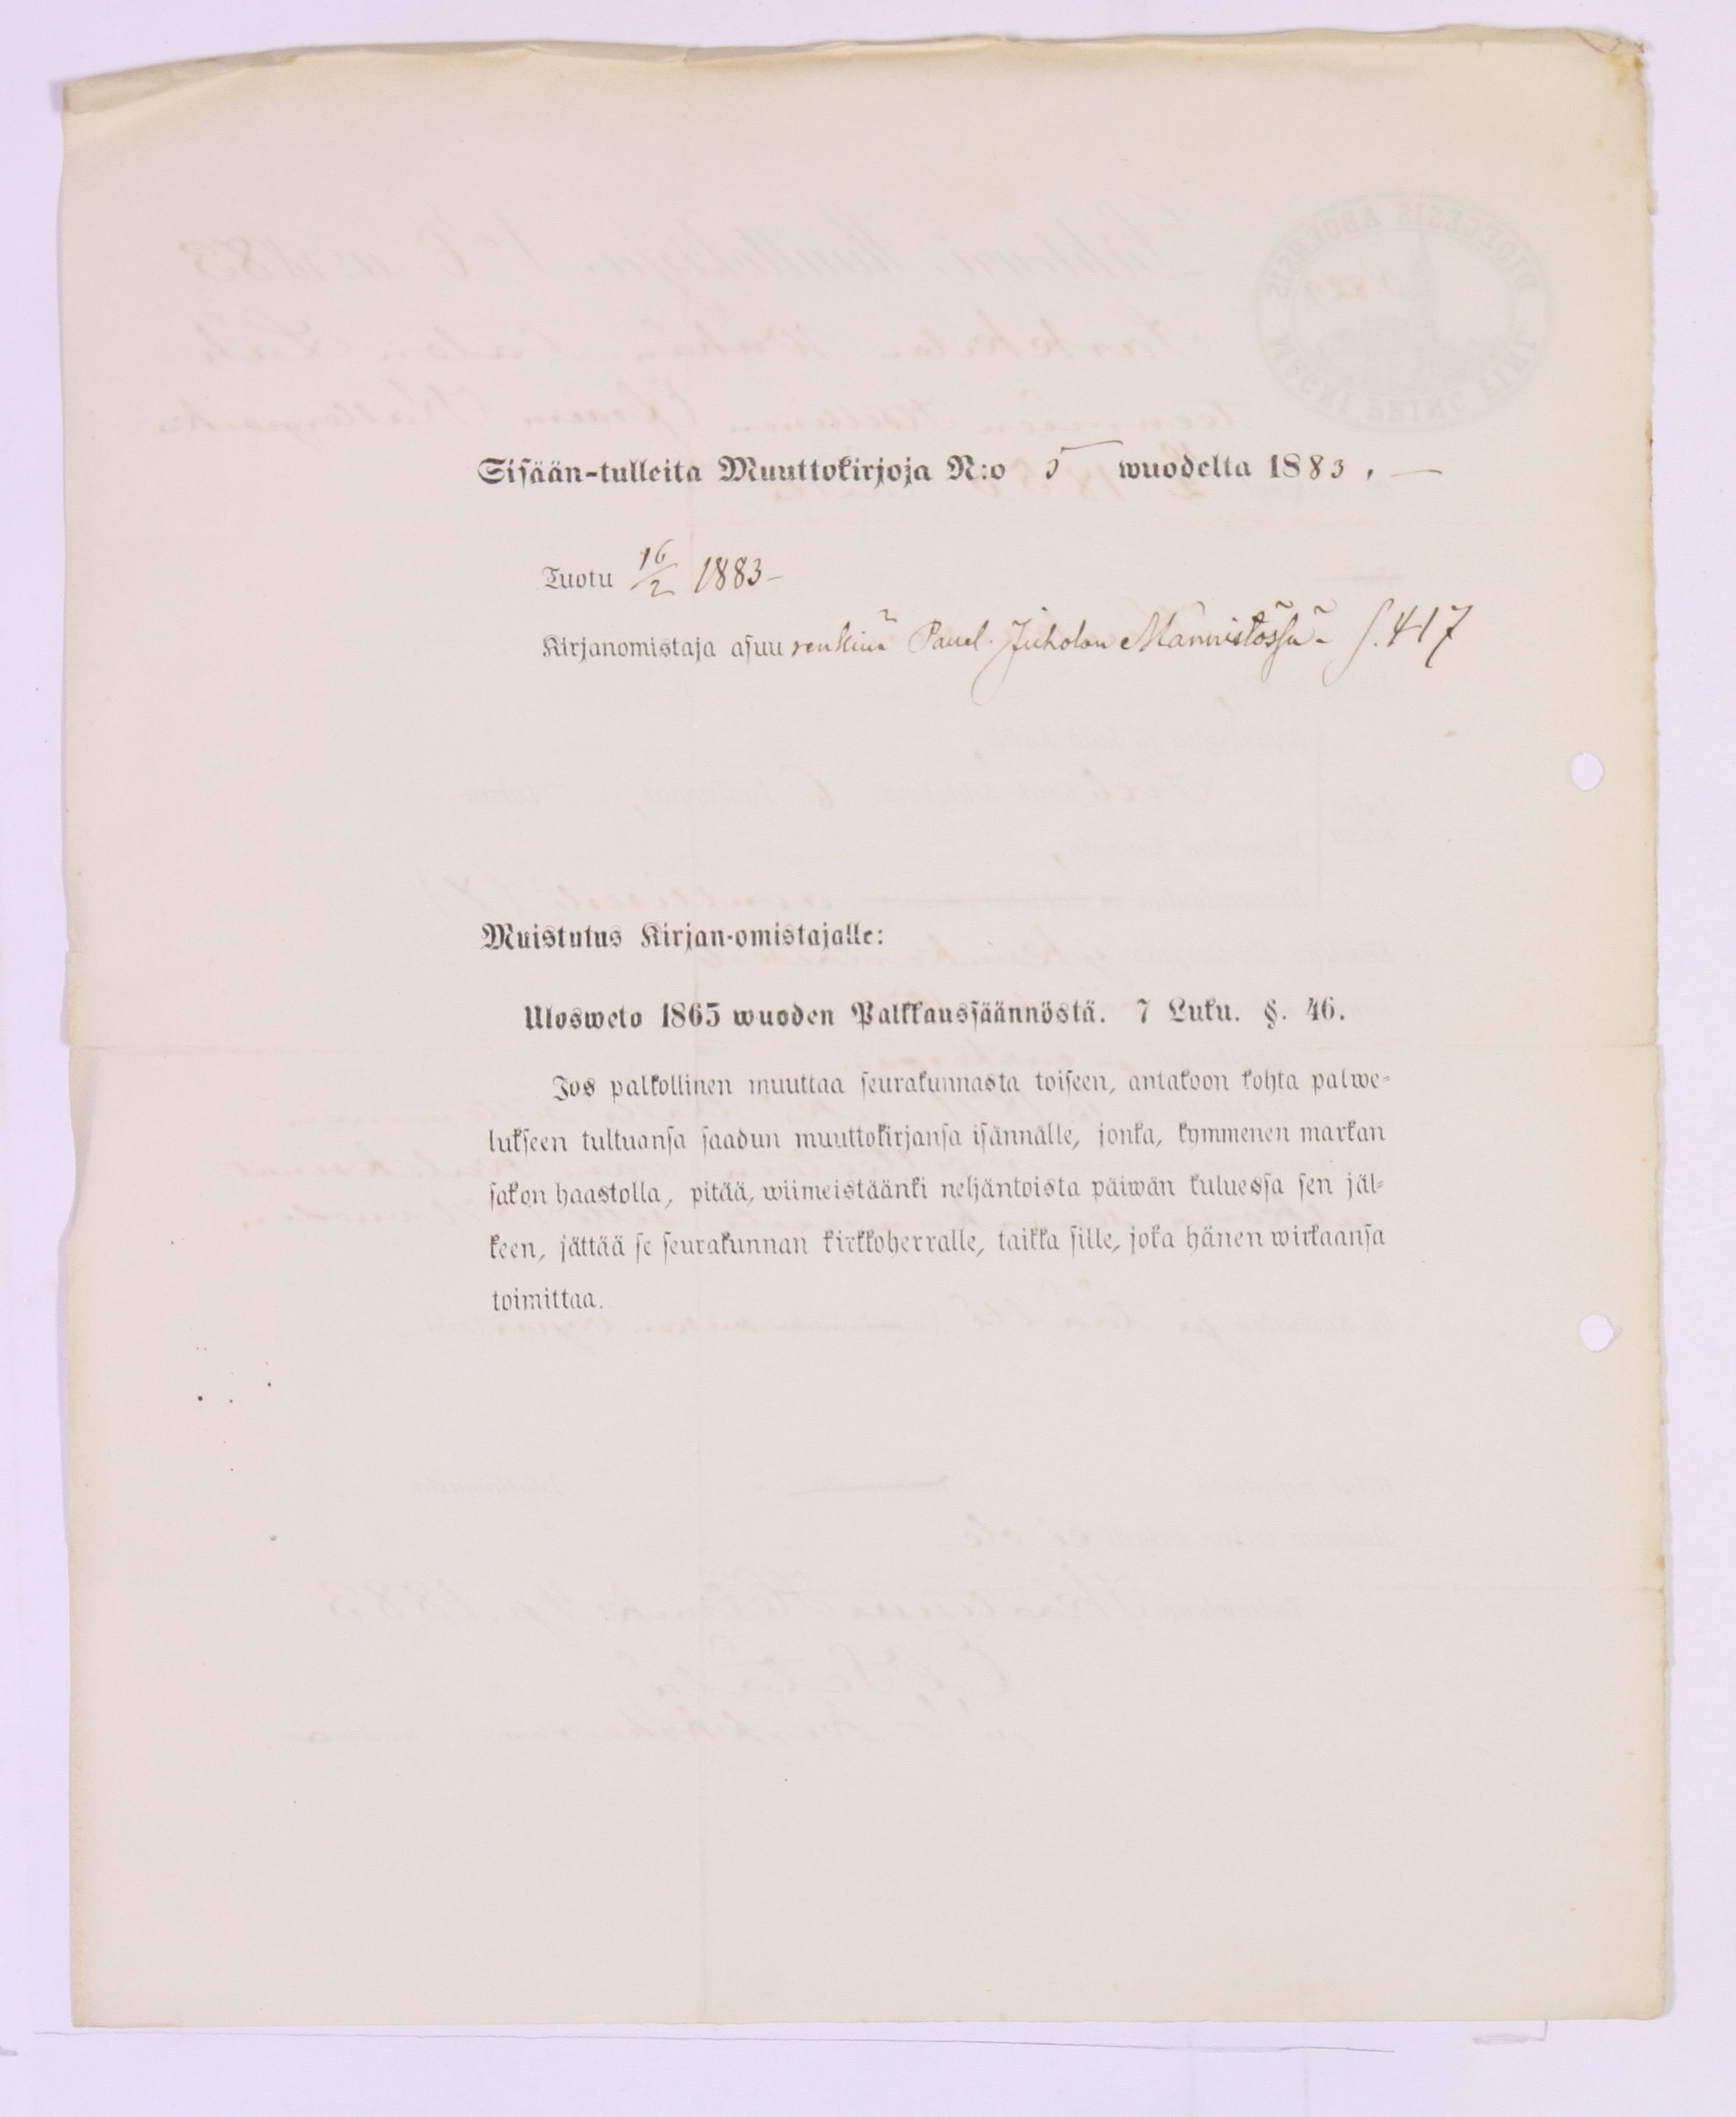 Sisään-tulleita Muuttokirjoja N:o 5 wuodelta 1883. —
Tuotu 16/2 1883 –
Kirjanomistaja asuu renkinä Pauel. Juholan Mannistössä – S. 417
Muistutus Kirjan-omistajalle:
Ulosweto 1865 wuoden Palkkaussäännöstä. 7 Luku. §. 46.
Jos palkollinen muuttaa seurakunnasta toiseen, antakoon kohta palwe-
lukseen tultuansa saadun muuttokirjansa isännälle, jonka, kymmenen markan
sakon haastolla, pitää, wiimeistäänki neljäntoista päiwän kuluessa sen jäl-
keen, jättää se seurakunnan kirkkoherralle, taikka sille, joka hänen wirkaansa
toimittaa.